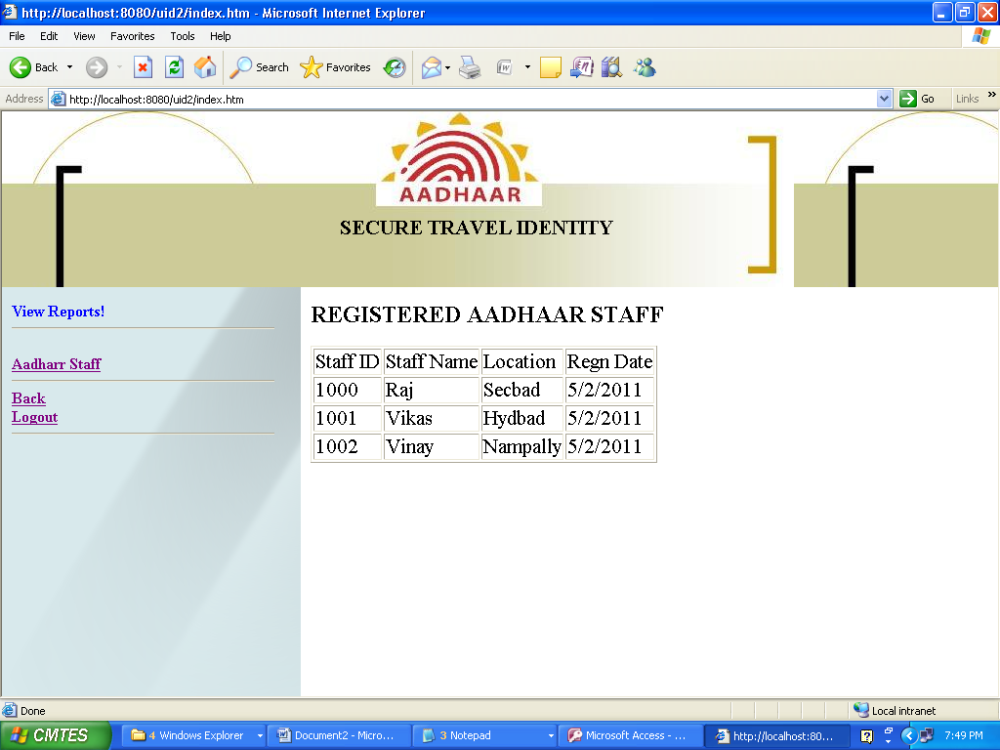 http://localhost:8080/uid2/index.htm - Microsoft Internet Explorer
File Edit View Favorites Tools Help
Back Search Favorites
Address http://localhost:8080/uid2/index.htm Go Links »
AADHAAR
SECURE TRAVEL IDENTITY
View Reports!
Aadharr Staff
Back
Logout
REGISTERED AADHAAR STAFF
Staff ID Staff Name Location Regn Date
1000 Raj Secbad 5/2/2011
1001 Vikas Hydbad 5/2/2011
1002 Vinay Nampally 5/2/2011
Done Local intranet
CMTES 4 Windows Explorer Document2 - Micro... 3 Notepad Microsoft Access - ... http://localhost:80... 7:49 PM